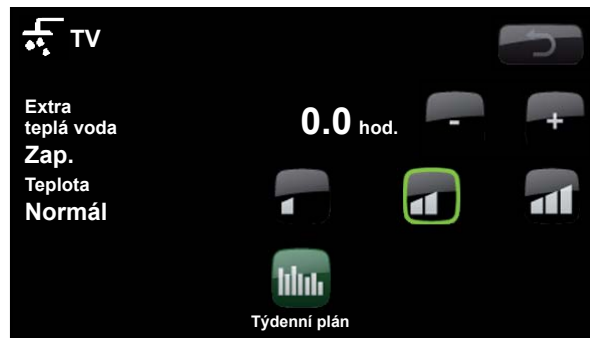 TV
Extra
teplá voda
0.0 hod.
-
+
Zap.
Teplota
Normál
Týdenní plán